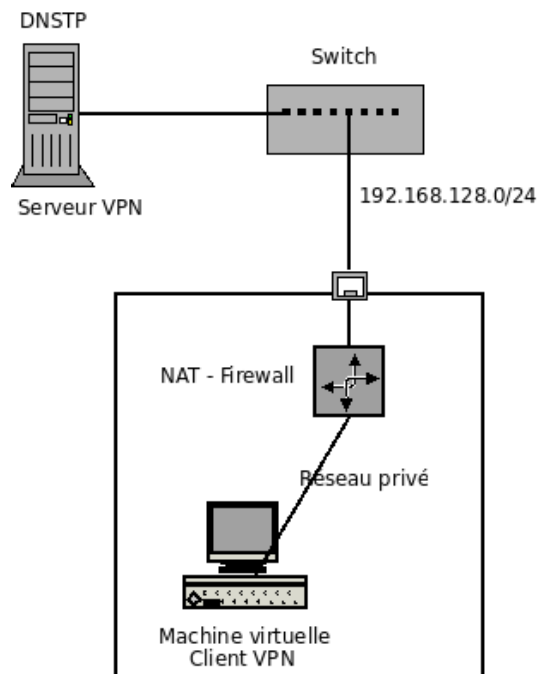 DNSTP
Switch
Serveur VPN
192.168.128.0/24
NAT - Firewall
Réseau privé
Machine virtuelle
Client VPN